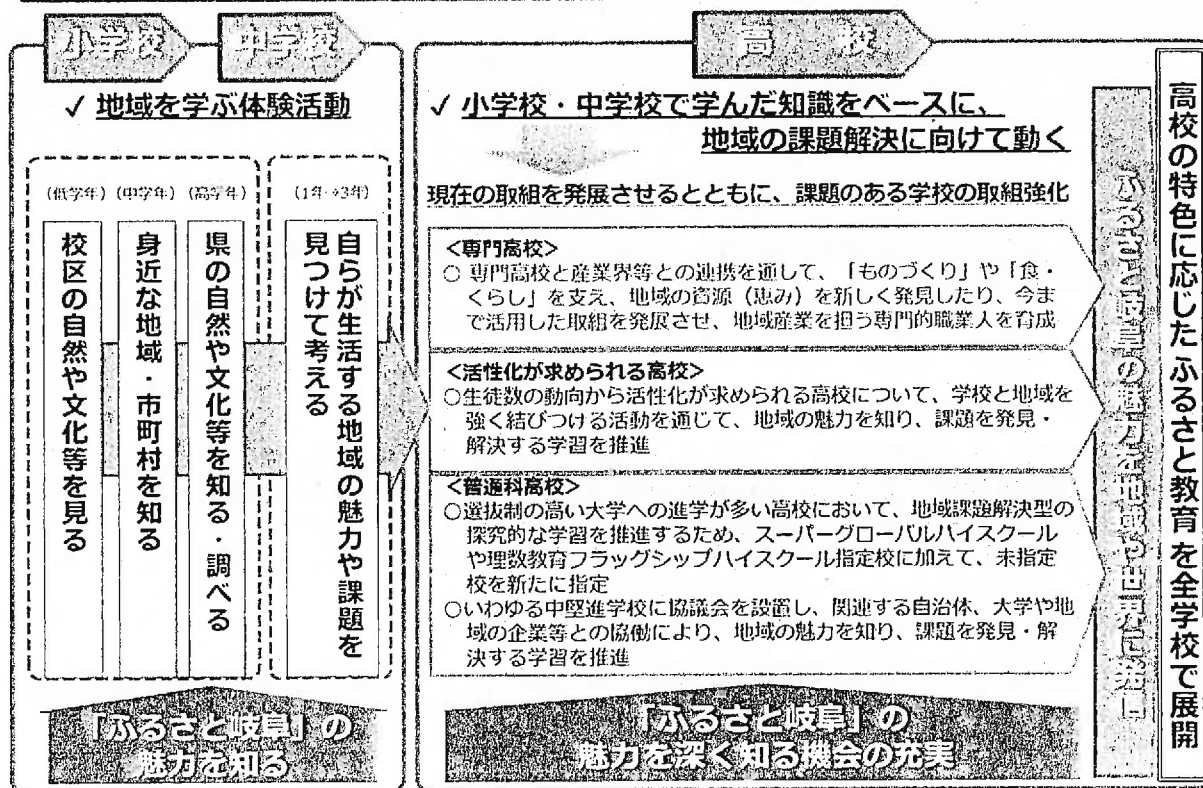 小学校
中学校
✓ 地域を学ぶ体験活動
(低学年)
校区の自然や文化等を見る
(中学年)
身近な地域・市町村を知る
(高学年)
県の自然や文化等を知る・調べる
(1年→3年)
自らが生活する地域の魅力や課題を
見つけて考える
「ふるさと岐阜」の
魅力を知る
高 校
✓ 小学校・中学校で学んだ知識をベースに、
地域の課題解決に向けて動く
現在の取組を発展させるとともに、課題のある学校の取組強化
<専門高校>
○ 専門高校と産業界等との連携を通して、「ものづくり」や「食・
くらし」を支え、地域の資源（恵み）を新しく発見したり、今ま
で活用した取組を発展させ、地域産業を担う専門的職業人を育成
<活性化が求められる高校>
○生徒数の動向から活性化が求められる高校について、学校と地域を
強く結びつける活動を通じて、地域の魅力を知り、課題を発見・
解決する学習を推進
<普通科高校>
○選抜制の高い大学への進学が多い高校において、地域課題解決型の
探究的な学習を推進するため、スーパーグローバルハイスクール
や理数教育フラッグシップハイスクール指定校に加えて、未指定
校を新たに指定
○いわゆる中堅進学校に協議会を設置し、関連する自治体、大学や地
域の企業等との協働により、地域の魅力を知り、課題を発見・解
決する学習を推進
「ふるさと岐阜」の
魅力を深く知る機会の充実
ふるさと岐阜の魅力を地域や世界に発信
高校の特色に応じた ふるさと教育 を全学校で展開